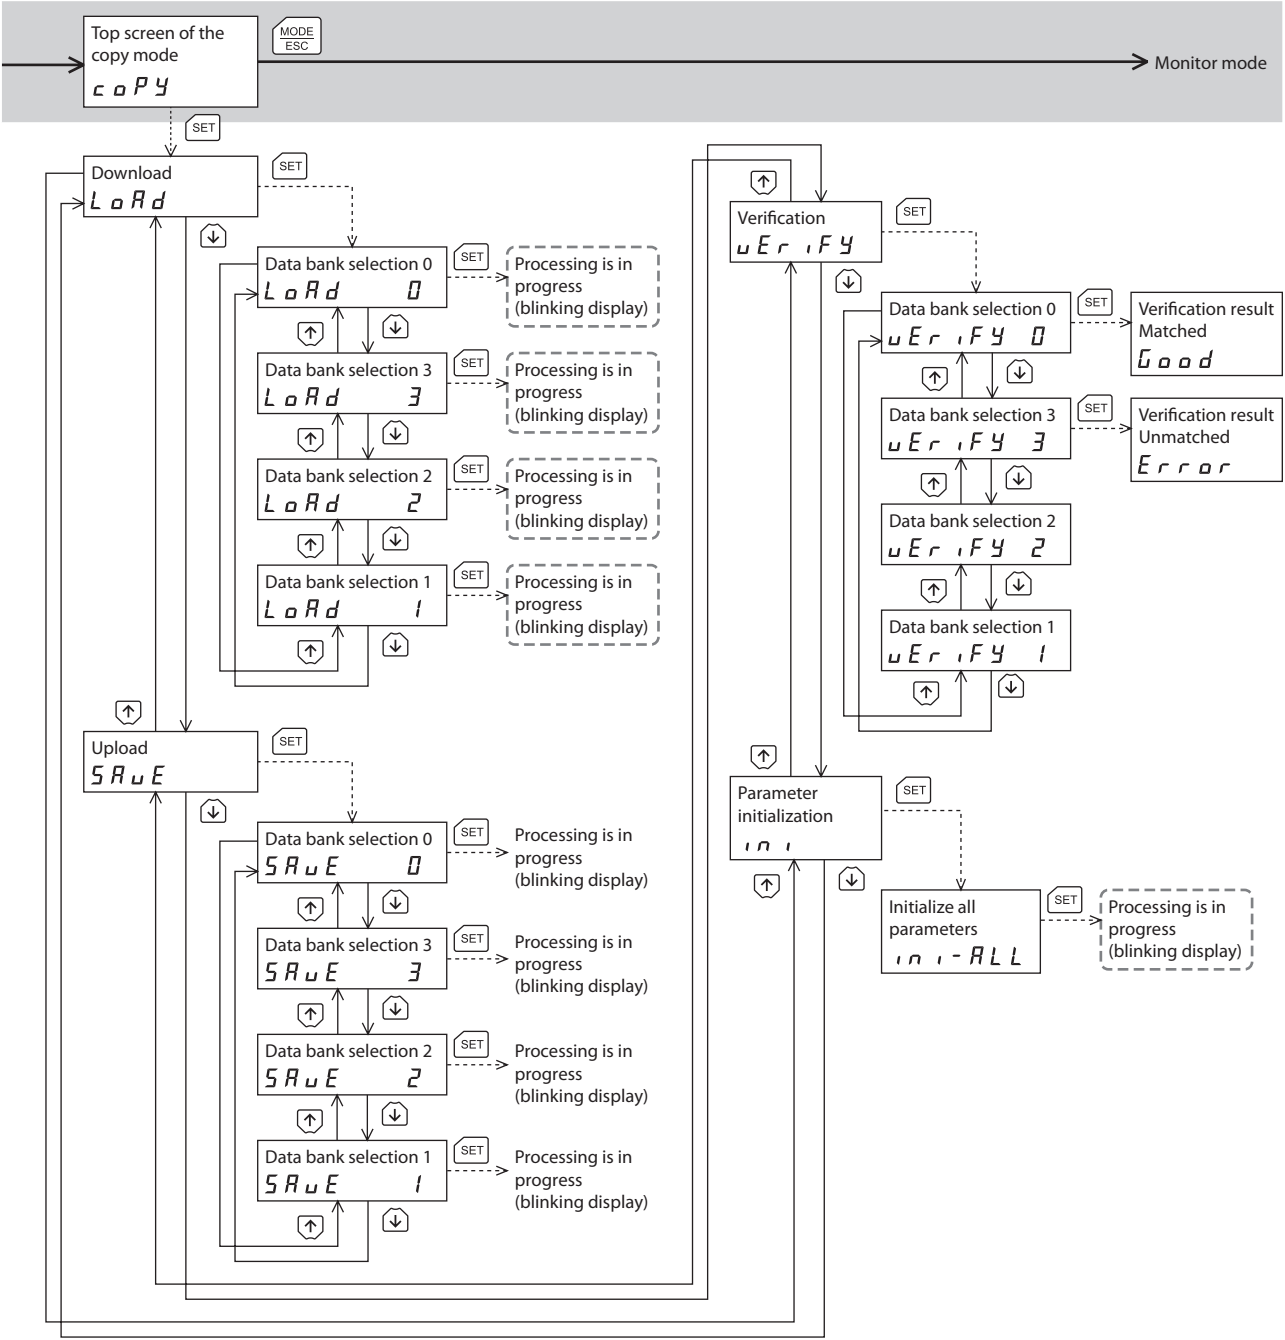 Top screen of the
copy mode
coPY
MODE
ESC
Monitor mode
SET
Download
LoAd
SET
Data bank selection 0
LoAd 0
SET
Processing is in
progress
(blinking display)
Data bank selection 3
LoAd 3
SET
Processing is in
progress
(blinking display)
Data bank selection 2
LoAd 2
SET
Processing is in
progress
(blinking display)
Data bank selection 1
LoAd 1
SET
Processing is in
progress
(blinking display)
Upload
SAvE
SET
Data bank selection 0
SAvE 0
SET
Processing is in
progress
(blinking display)
Data bank selection 3
SAvE 3
SET
Processing is in
progress
(blinking display)
Data bank selection 2
SAvE 2
SET
Processing is in
progress
(blinking display)
Data bank selection 1
SAvE 1
SET
Processing is in
progress
(blinking display)
Verification
vEriFY
SET
Data bank selection 0
vEriFY 0
SET
Verification result
Matched
Good
Data bank selection 3
vEriFY 3
SET
Verification result
Unmatched
Error
Data bank selection 2
vEriFY 2
Data bank selection 1
vEriFY 1
Parameter
initialization
ini
SET
Initialize all
parameters
ini-ALL
SET
Processing is in
progress
(blinking display)